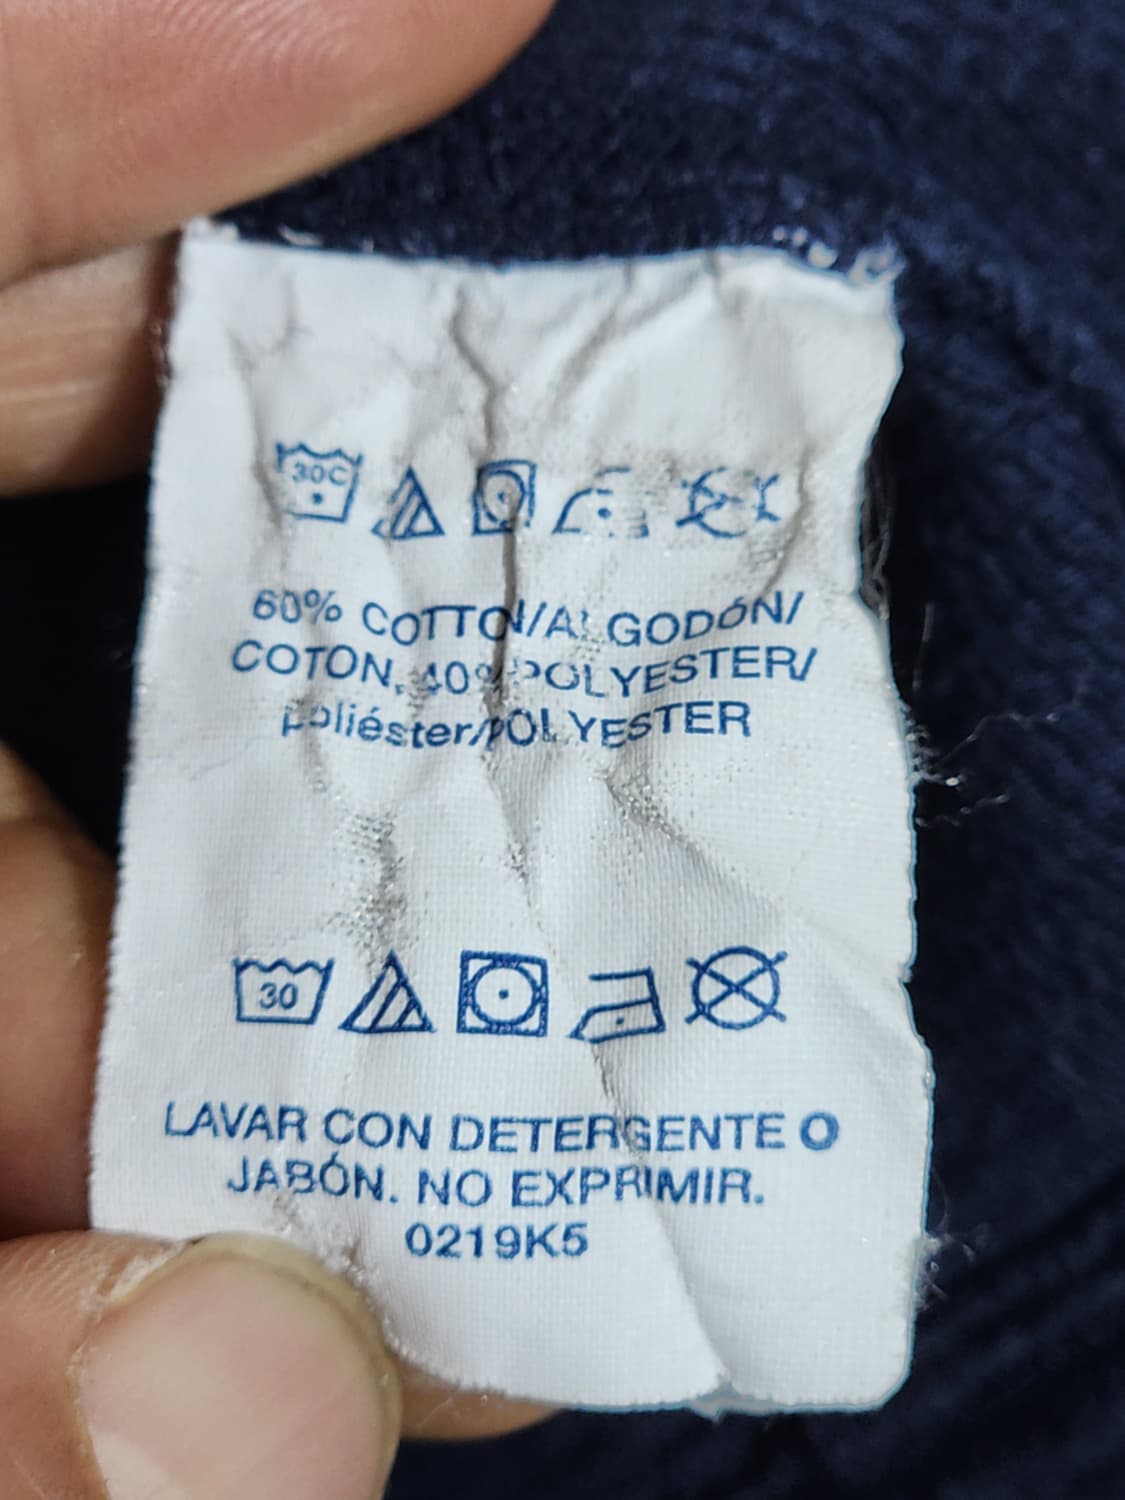 30C
60% COTTON/ALGODÓN/
COTON, 40% POLYESTER/
poliéster/POLYESTER
30
LAVAR CON DETERGENTE O
JABÓN. NO EXPRIMIR.
0219K5